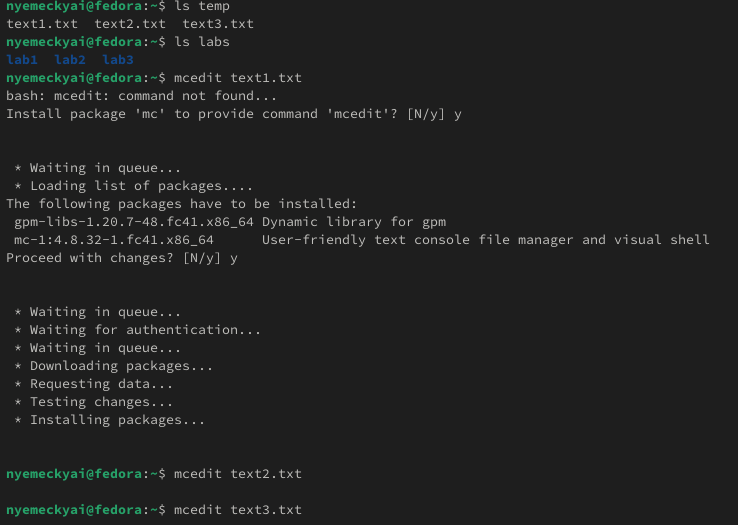 nyemeckyai@fedora:~$ ls temp
text1.txt  text2.txt  text3.txt
nyemeckyai@fedora:~$ ls labs
lab1  lab2  lab3
nyemeckyai@fedora:~$ mcedit text1.txt
bash: mcedit: command not found...
Install package 'mc' to provide command 'mcedit'? [N/y] y
* Waiting in queue...
* Loading list of packages....
The following packages have to be installed:
gpm-libs-1.20.7-48.fc41.x86_64 Dynamic library for gpm
mc-1:4.8.32-1.fc41.x86_64      User-friendly text console file manager and visual shell
Proceed with changes? [N/y] y
* Waiting in queue...
* Waiting for authentication...
* Waiting in queue...
* Downloading packages...
* Requesting data...
* Testing changes...
* Installing packages...
nyemeckyai@fedora:~$ mcedit text2.txt
nyemeckyai@fedora:~$ mcedit text3.txt